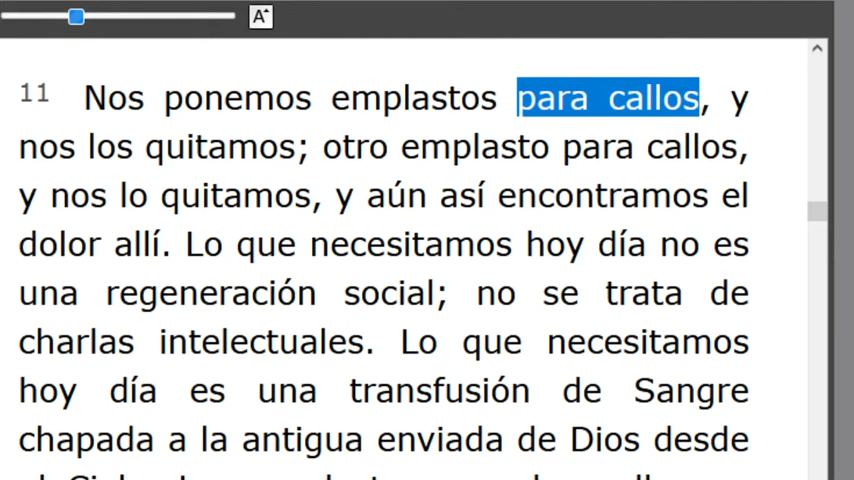 A
11 Nos ponemos emplastos para callos, y
nos los quitamos; otro emplasto para callos,
y nos lo quitamos, y aún así encontramos el
dolor allí. Lo que necesitamos hoy día no es
una regeneración social; no se trata de
charlas intelectuales. Lo que necesitamos
hoy día es una transfusión de Sangre
chapada a la antigua enviada de Dios desde